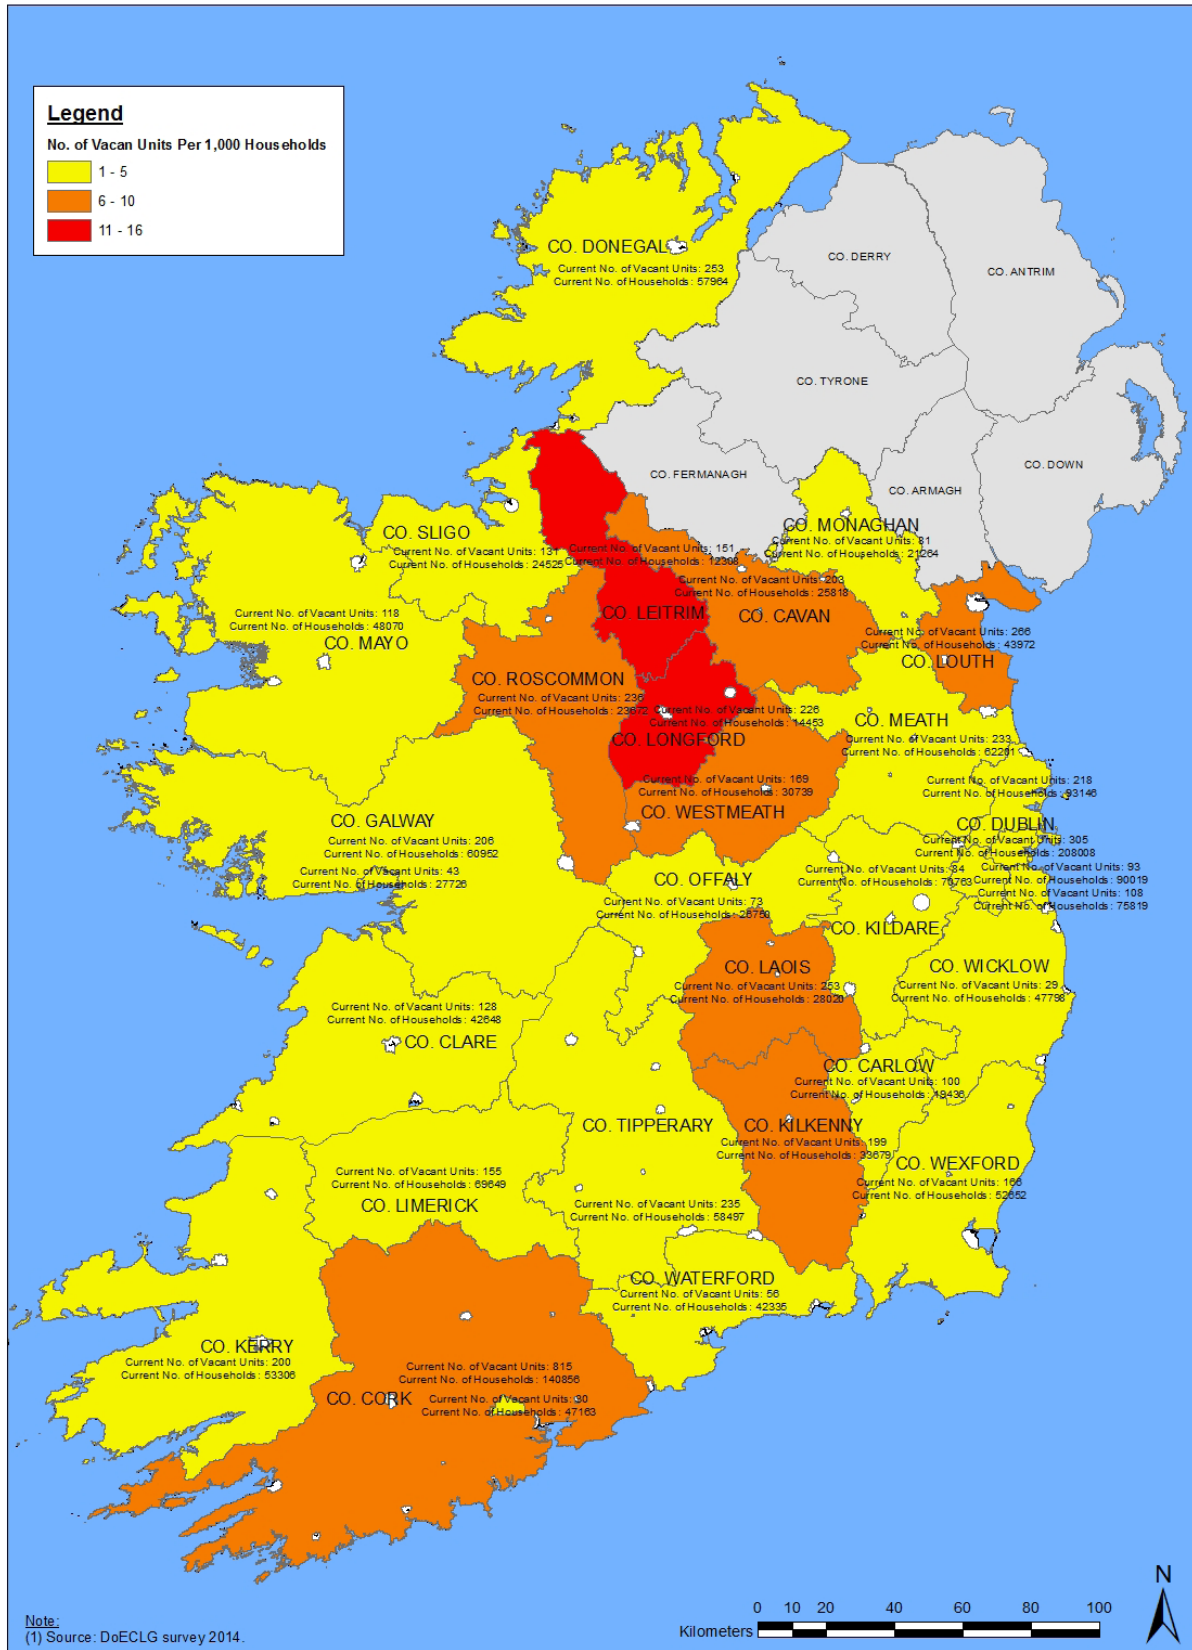 Legend
No. of Vacan Units Per 1,000 Households
1 - 5
6 - 10
11 - 16
CO. DONEGAL
Current No. of Vacant Units: 253
Current No. of Households: 57964
CO. DERRY
CO. ANTRIM
CO. TYRONE
CO. FERMANAGH
CO. ARMAGH
CO. DOWN
CO. MONAGHAN
Current No. of Vacant Units: 81
Current No. of Households: 21264
CO. SLIGO
Current No. of Vacant Units: 131
Current No. of Households: 24525
Current No. of Vacant Units: 151
Current No. of Households: 12308
CO. LEITRIM
Current No. of Vacant Units: 203
Current No. of Households: 25818
CO. CAVAN
Current No. of Vacant Units: 118
Current No. of Households: 48070
CO. MAYO
Current No. of Vacant Units: 266
Current No. of Households: 43972
CO. LOUTH
CO. ROSCOMMON
Current No. of Vacant Units: 236
Current No. of Households: 23672
Current No. of Vacant Units: 226
Current No. of Households: 14453
CO. LONGFORD
CO. MEATH
Current No. of Vacant Units: 233
Current No. of Households: 62201
Current No. of Vacant Units: 169
Current No. of Households: 30739
CO. WESTMEATH
Current No. of Vacant Units: 218
Current No. of Households: 93146
CO. DUBLIN
Current No. of Vacant Units: 305
Current No. of Households: 208008
Current No. of Vacant Units: 93
Current No. of Households: 90019
Current No. of Vacant Units: 108
Current No. of Households: 75819
CO. GALWAY
Current No. of Vacant Units: 206
Current No. of Households: 60952
Current No. of Vacant Units: 43
Current No. of Households: 27726
CO. OFFALY
Current No. of Vacant Units: 73
Current No. of Households: 26750
Current No. of Vacant Units: 84
Current No. of Households:
CO. KILDARE
CO. LAOIS
Current No. of Vacant Units: 253
Current No. of Households: 28020
CO. WICKLOW
Current No. of Vacant Units: 29
Current No. of Households: 47798
Current No. of Vacant Units: 128
Current No. of Households: 42648
CO. CLARE
CO. CARLOW
Current No. of Vacant Units: 100
Current No. of Households: 19436
CO. TIPPERARY
Current No. of Vacant Units: 235
Current No. of Households: 58497
CO. KILKENNY
Current No. of Vacant Units: 199
Current No. of Households: 33679
CO. WEXFORD
Current No. of Vacant Units: 166
Current No. of Households: 52652
Current No. of Vacant Units: 155
Current No. of Households: 69649
CO. LIMERICK
CO. WATERFORD
Current No. of Vacant Units: 56
Current No. of Households: 42335
CO. KERRY
Current No. of Vacant Units: 200
Current No. of Households: 53306
Current No. of Vacant Units: 815
Current No. of Households: 140856
CO. CORK
Current No. of Vacant Units: 30
Current No. of Households: 47163
Note:
(1) Source: DoECLG survey 2014.
0 10 20 40 60 80 100
Kilometers
N